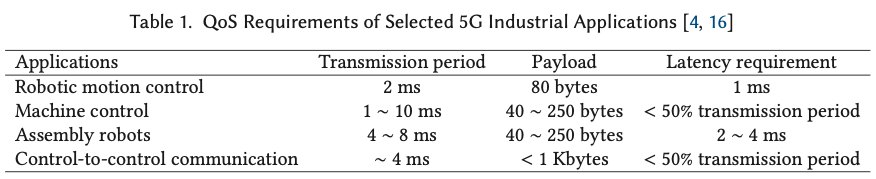 Table 1. QoS Requirements of Selected 5G Industrial Applications [4, 16]
Applications Transmission period Payload Latency requirement
Robotic motion control 2 ms 80 bytes 1 ms
Machine control 1 ~ 10 ms 40 ~ 250 bytes < 50% transmission period
Assembly robots 4 ~ 8 ms 40 ~ 250 bytes 2 ~ 4 ms
Control-to-control communication ~ 4 ms < 1 Kbytes < 50% transmission period